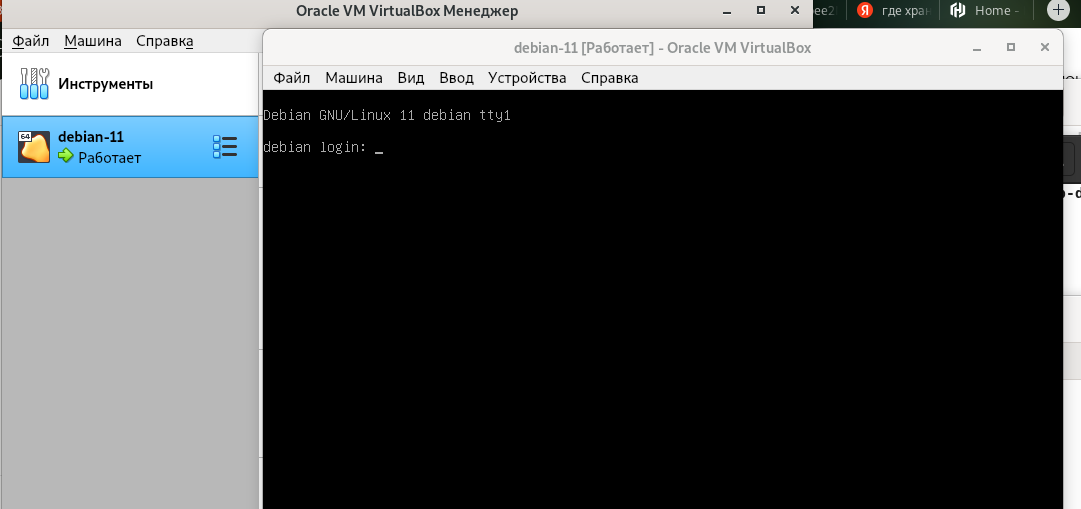 Oracle VM VirtualBox Менеджер
где хран
Home -
Файл Машина Справка
Инструменты
64
debian-11
Работает
debian-11 [Работает] - Oracle VM VirtualBox
Файл Машина Вид Ввод Устройства Справка
Debian GNU/Linux 11 debian tty1
debian login: _